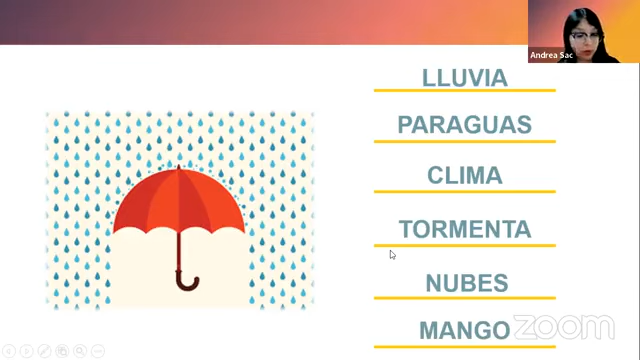 Andrea Sac
LLUVIA
PARAGUAS
CLIMA
TORMENTA
NUBES
MANGO
zoom